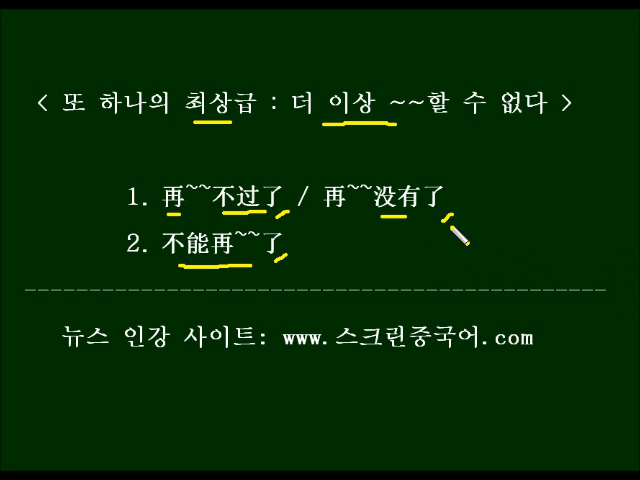 < 또 하나의 최상급 : 더 이상 ~~할 수 없다 >
1. 再~~不过了 / 再~~没有了
2. 不能再~~了
뉴스 인강 사이트: www.스크린중국어.com